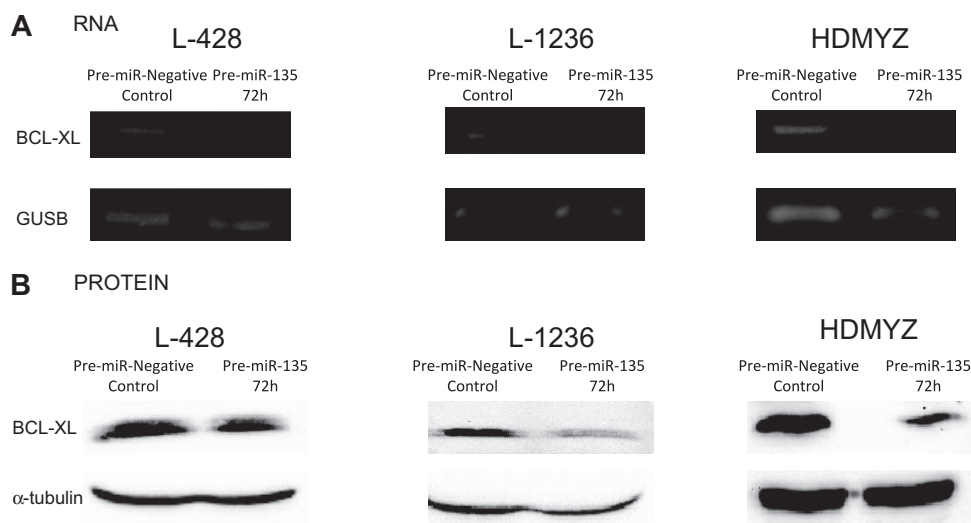 A RNA
L-428 L-1236 HDMYZ
Pre-miR-Negative Pre-miR-135 Pre-miR-Negative Pre-miR-135 Pre-miR-Negative Pre-miR-135
Control 72h Control 72h Control 72h
BCL-XL
GUSB
B PROTEIN
L-428 L-1236 HDMYZ
Pre-miR-Negative Pre-miR-135 Pre-miR-Negative Pre-miR-135 Pre-miR-Negative Pre-miR-135
Control 72h Control 72h Control 72h
BCL-XL
α-tubulin